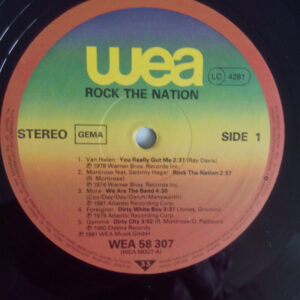 wea
LC 4281
ROCK THE NATION
STEREO
GEMA
SIDE 1
1. Van Halen: You Really Got Me 2:37 (Ray Davis)
℗ 1978 Warner Bros. Records Inc.
2. Montrose feat. Sammy Hagar: Rock The Nation 2:57
(R. Montrose)
℗ 1974 Warner Bros. Records Inc.
3. More: We Are The Band 4:30
℗ 1981 Atlantic Recording Corp.
4. Foreigner: Dirty White Boy 3:31 (Jones, Gramm)
℗ 1979 Atlantic Recording Corp.
5. Gamma: Dirty City 3:52 (R. Montrose/D. Pattison)
℗ 1980 Elektra Records
℗ 1981 WEA Musik GmbH
WEA 58 307
(WEA 58307-A)
33